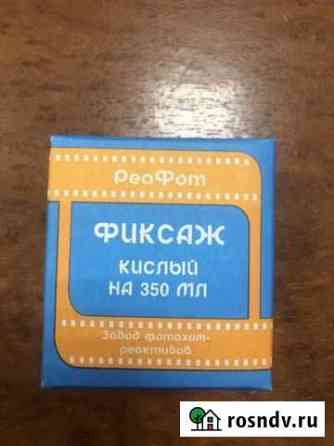 РеаФот
ФИКСАЖ
КИСЛЫЙ
НА 350 МЛ
Завод фотохим-
реактивов
rosndv.ru